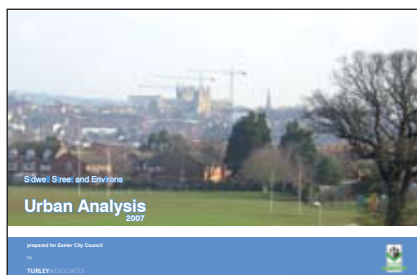 Sidwell Street and Environs
Urban Analysis
2007
prepared for Exeter City Council
by
TURLEYASSOCIATES